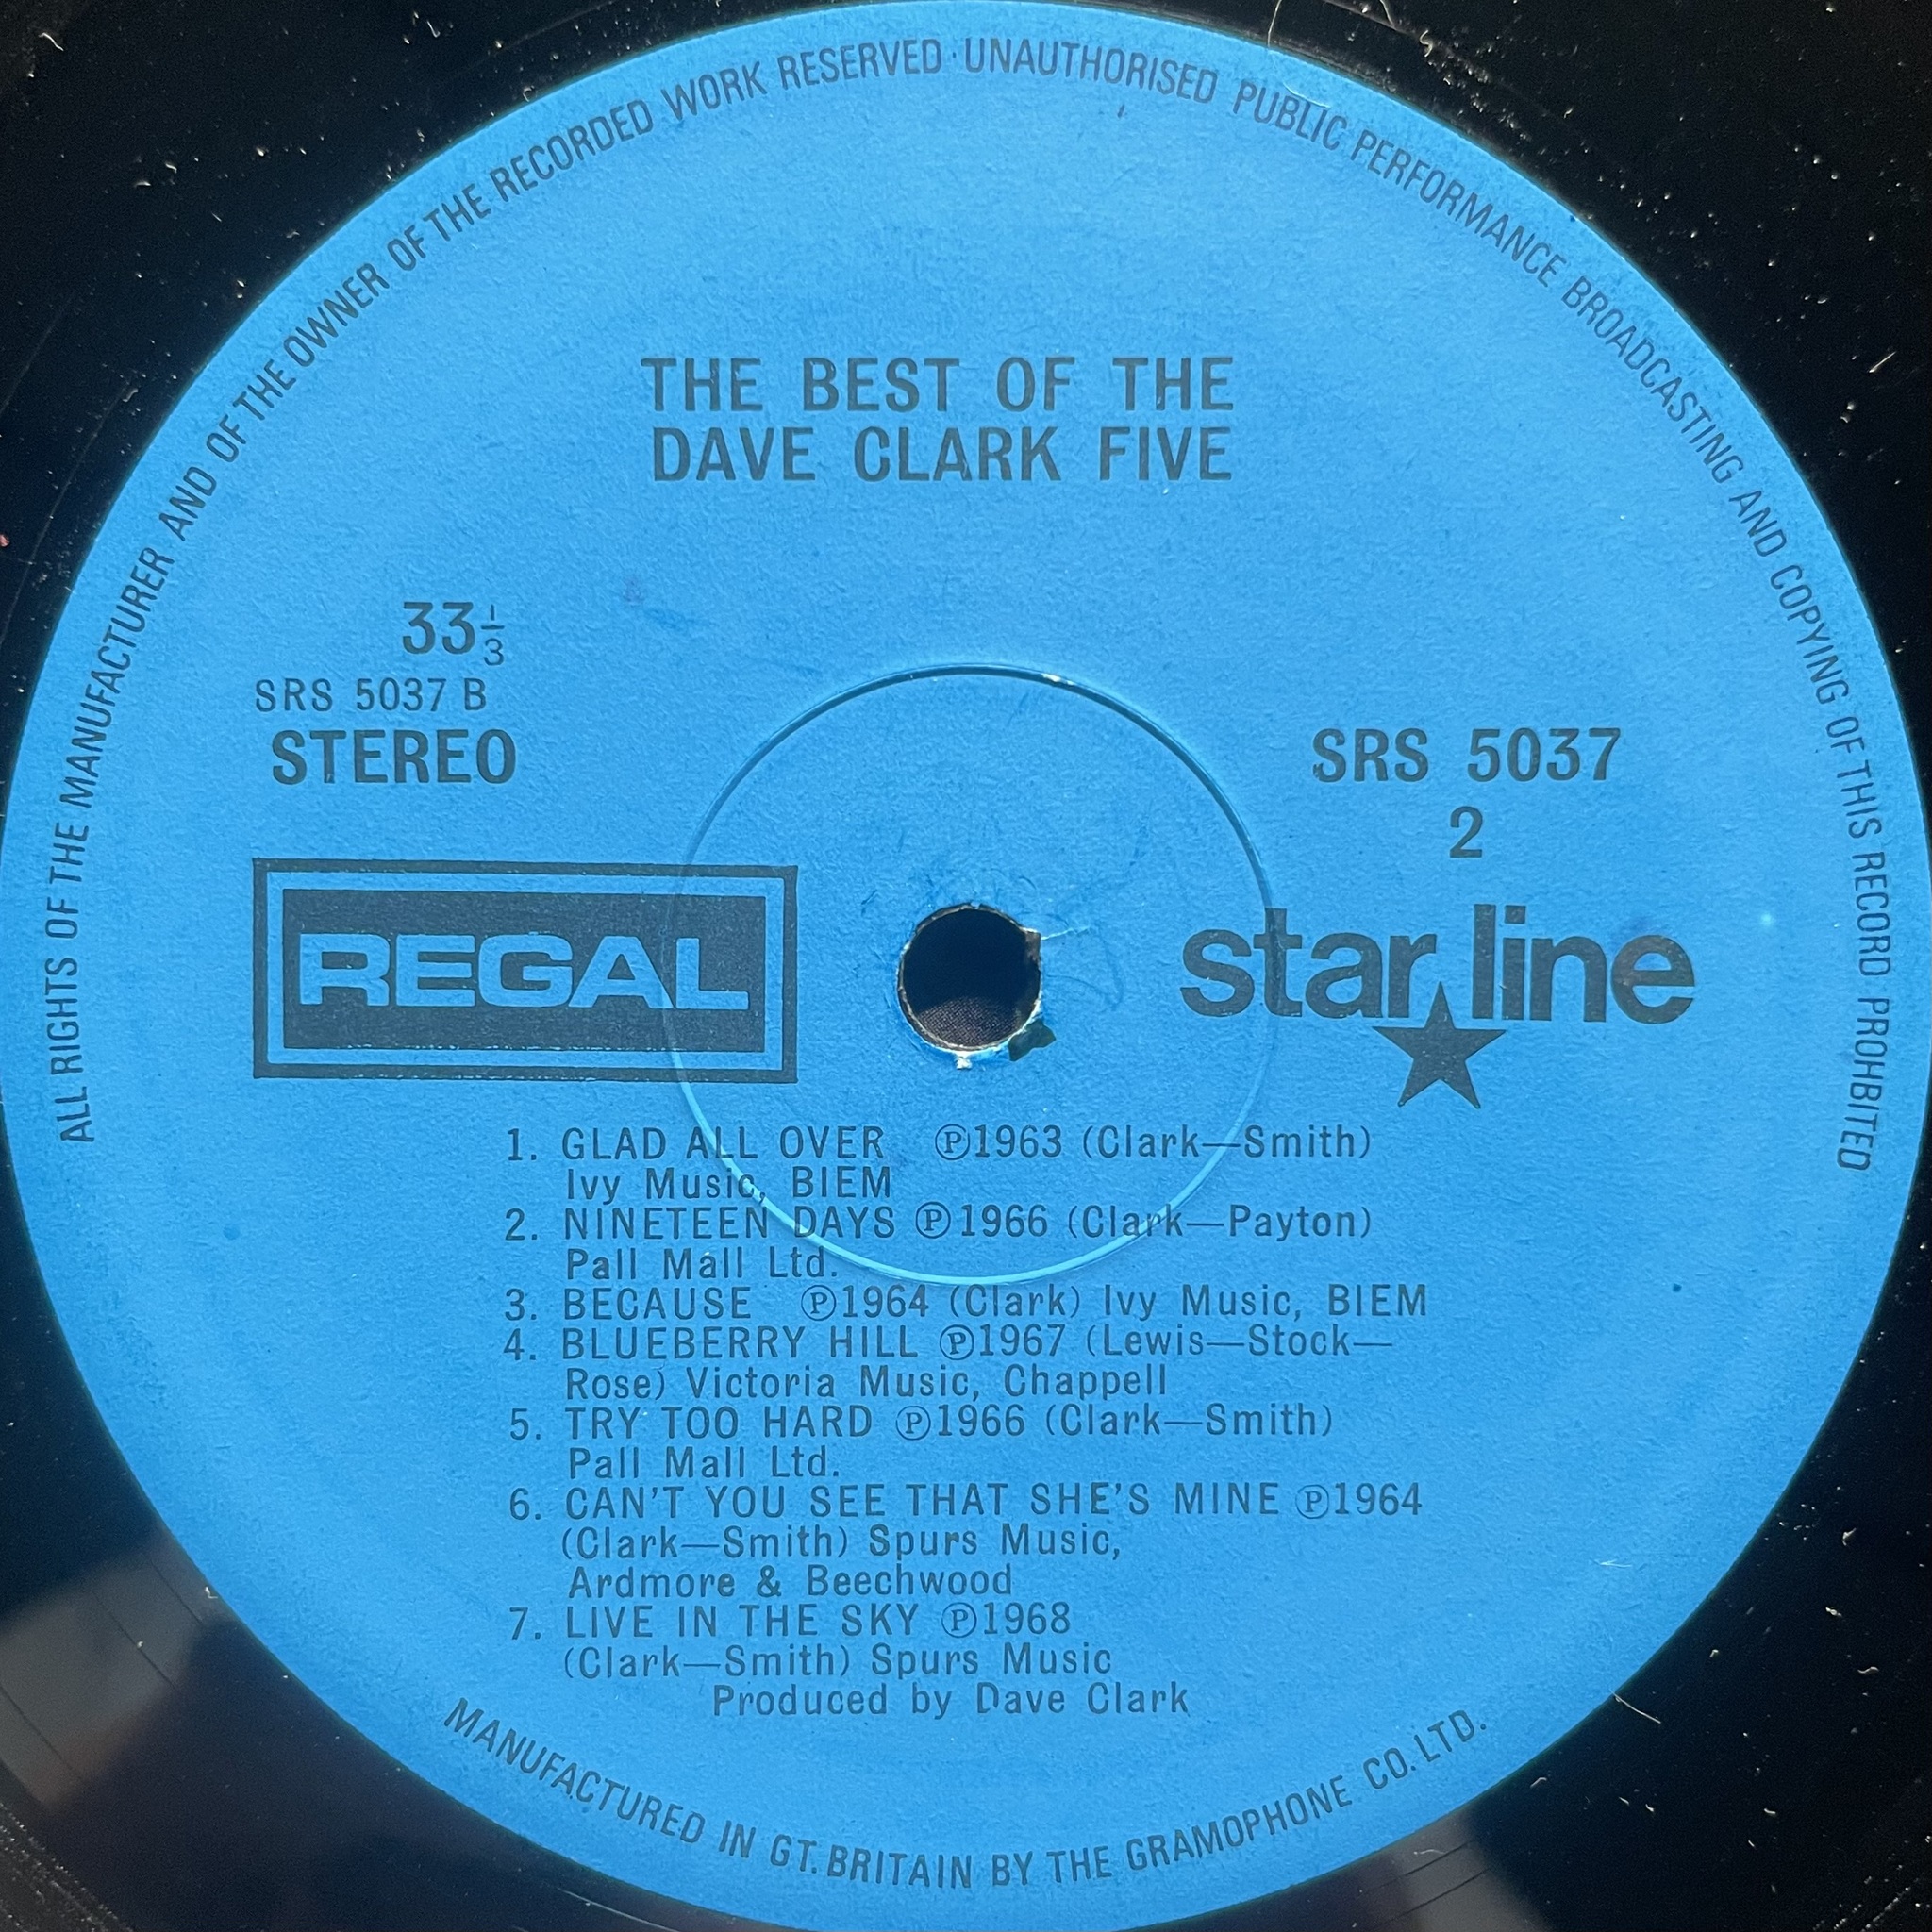 ALL RIGHTS OF THE MANUFACTURER AND OF THE OWNER OF THE RECORDED WORK RESERVED · UNAUTHORISED PUBLIC PERFORMANCE BROADCASTING AND COPYING OF THIS RECORD PROHIBITED
THE BEST OF THE
DAVE CLARK FIVE
33 1/3
SRS 5037 B
STEREO
SRS 5037
2
REGAL
star line
1. GLAD ALL OVER ℗1963 (Clark—Smith)
Ivy Music, BIEM
2. NINETEEN DAYS ℗1966 (Clark—Payton)
Pall Mall Ltd.
3. BECAUSE ℗1964 (Clark) Ivy Music, BIEM
4. BLUEBERRY HILL ℗1967 (Lewis—Stock—
Rose) Victoria Music, Chappell
5. TRY TOO HARD ℗1966 (Clark—Smith)
Pall Mall Ltd.
6. CAN'T YOU SEE THAT SHE'S MINE ℗1964
(Clark—Smith) Spurs Music,
Ardmore & Beechwood
7. LIVE IN THE SKY ℗1968
(Clark—Smith) Spurs Music
Produced by Dave Clark
MANUFACTURED IN GT. BRITAIN BY THE GRAMOPHONE CO. LTD.